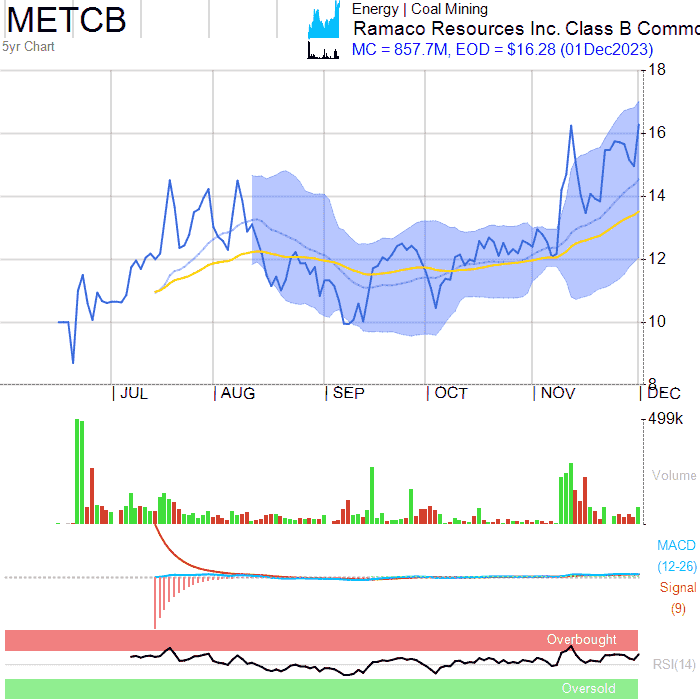 METCB
Energy | Coal Mining
Ramaco Resources Inc. Class B Commo
5yr Chart
MC = 857.7M, EOD = $16.28 (01Dec2023)
18
16
14
12
10
8
JUL AUG SEP OCT NOV DEC
499k
Volume
MACD
(12-26)
Signal
(9)
Overbought
RSI(14)
Oversold